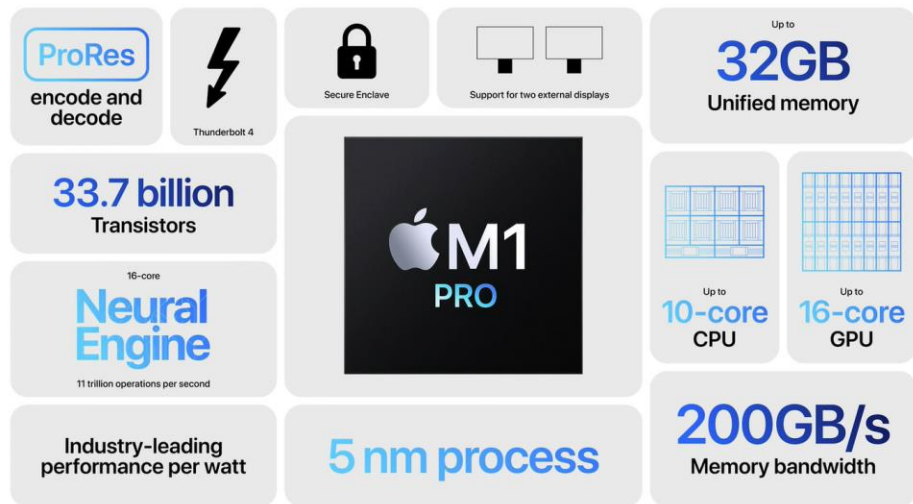 ProRes
encode and
decode
Thunderbolt 4
Secure Enclave
Support for two external displays
Up to
32GB
Unified memory
33.7 billion
Transistors
M1
PRO
Up to
10-core
CPU
Up to
16-core
GPU
16-core
Neural
Engine
11 trillion operations per second
Industry-leading
performance per watt
5 nm process
200GB/s
Memory bandwidth